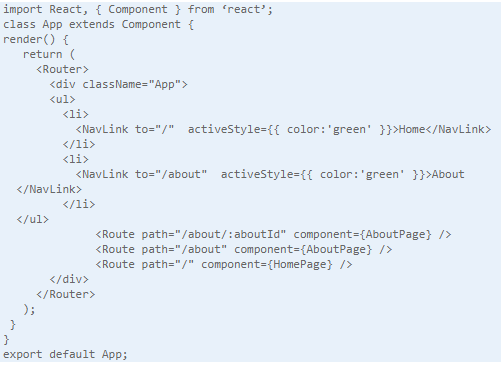 import React, { Component } from ‘react’;
class App extends Component {
render() {
   return (
     <Router>
       <div className="App">
       <ul>
         <li>
           <NavLink to="/"  activeStyle={{ color:'green' }}>Home</NavLink>
         </li>
         <li>
           <NavLink to="/about"  activeStyle={{ color:'green' }}>About
  </NavLink>
         </li>
  </ul>
              <Route path="/about/:aboutId" component={AboutPage} />
              <Route path="/about" component={AboutPage} />
              <Route path="/" component={HomePage} />
       </div>
     </Router>
   );
 }
}
export default App;